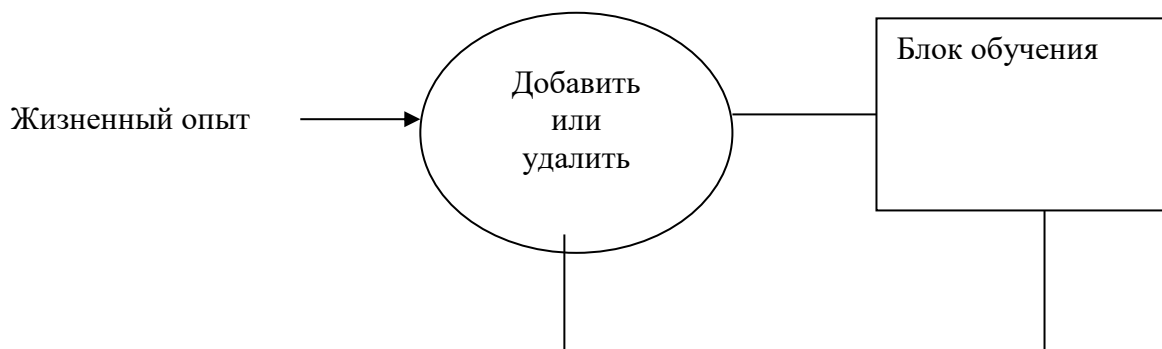 Жизненный опыт
Добавить
или
удалить
Блок обучения